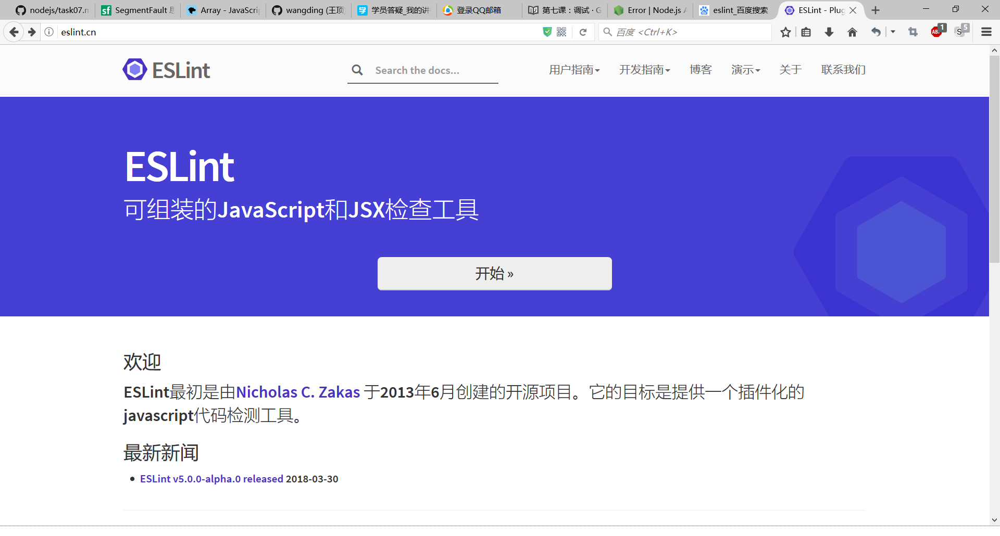 nodejs/task07.n
SegmentFault 思
Array - JavaScrip
wangding (王顶
学员答疑_我的讲
登录QQ邮箱
第七课：调试 · G
Error | Node.js A
eslint_百度搜索
ESLint - Plug
eslint.cn
百度 <Ctrl+K>
ABP
1
S
5
ESLint
Search the docs...
用户指南
开发指南
博客
演示
关于
联系我们
ESLint
可组装的JavaScript和JSX检查工具
开始 »
欢迎
ESLint最初是由Nicholas C. Zakas 于2013年6月创建的开源项目。它的目标是提供一个插件化的
javascript代码检测工具。
最新新闻
ESLint v5.0.0-alpha.0 released 2018-03-30